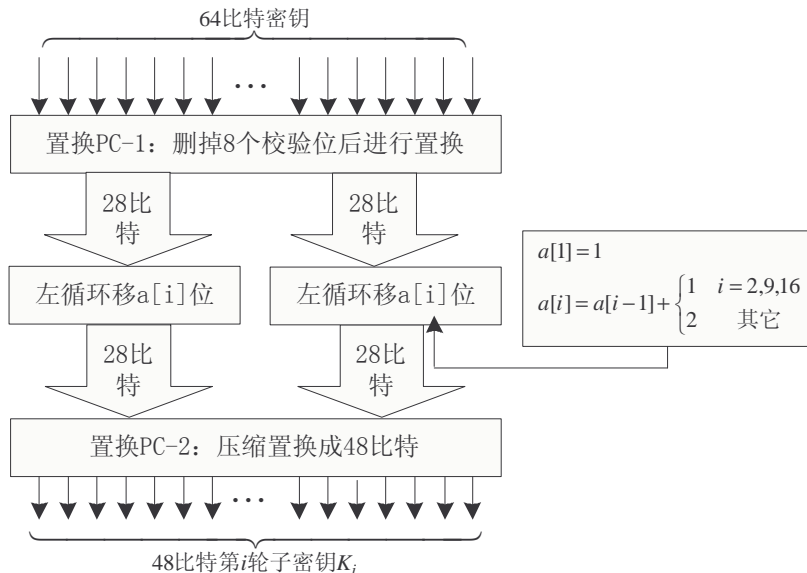 64比特密钥
···
置换PC-1：删掉8个校验位后进行置换
28比
特
28比
特
左循环移a[i]位
左循环移a[i]位
a[1]=1
a[i]=a[i−1]+{1 i=2,9,16
2 其它
28比
特
28比
特
置换PC-2：压缩置换成48比特
···
48比特第i轮子密钥K_i